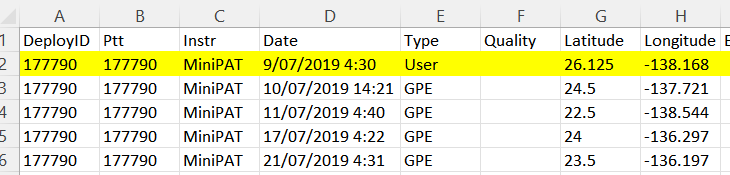 A B C D E F G H
1 DeployID Ptt Instr Date Type Quality Latitude Longitude
2 177790 177790 MiniPAT 9/07/2019 4:30 User 26.125 -138.168
3 177790 177790 MiniPAT 10/07/2019 14:21 GPE 24.5 -137.721
4 177790 177790 MiniPAT 11/07/2019 4:40 GPE 22.5 -138.544
5 177790 177790 MiniPAT 17/07/2019 4:22 GPE 24 -136.297
6 177790 177790 MiniPAT 21/07/2019 4:31 GPE 23.5 -136.197